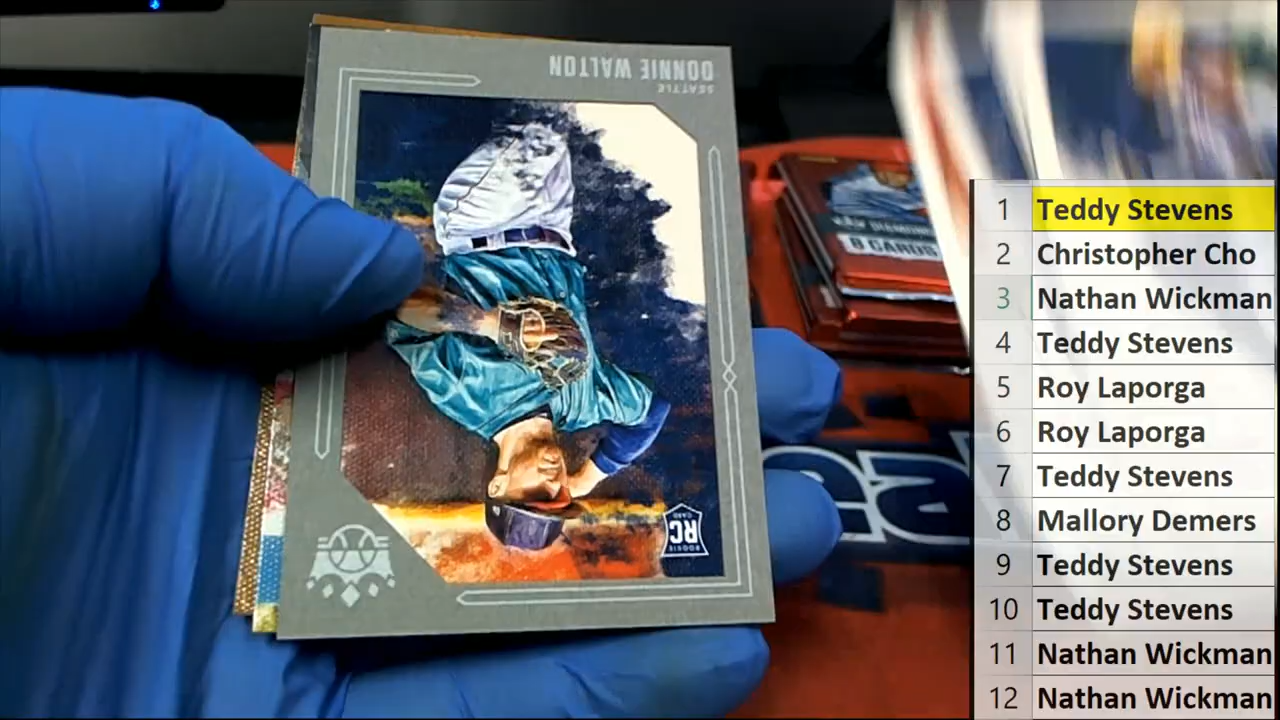 DONNIE WALTON
SEATTLE
RC
ROOKIE
CARD
8 CARDS
1 Teddy Stevens
2 Christopher Cho
3 Nathan Wickman
4 Teddy Stevens
5 Roy Laporga
6 Roy Laporga
7 Teddy Stevens
8 Mallory Demers
9 Teddy Stevens
10 Teddy Stevens
11 Nathan Wickman
12 Nathan Wickman